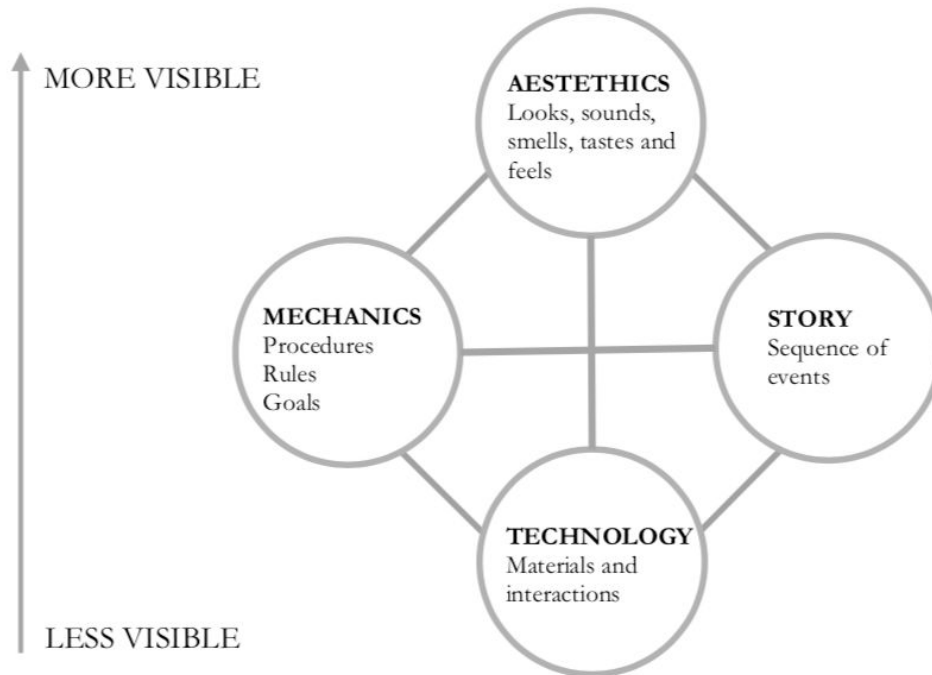 MORE VISIBLE
AESTETHICS
Looks, sounds,
smells, tastes and
feels
MECHANICS
Procedures
Rules
Goals
STORY
Sequence of
events
TECHNOLOGY
Materials and
interactions
LESS VISIBLE